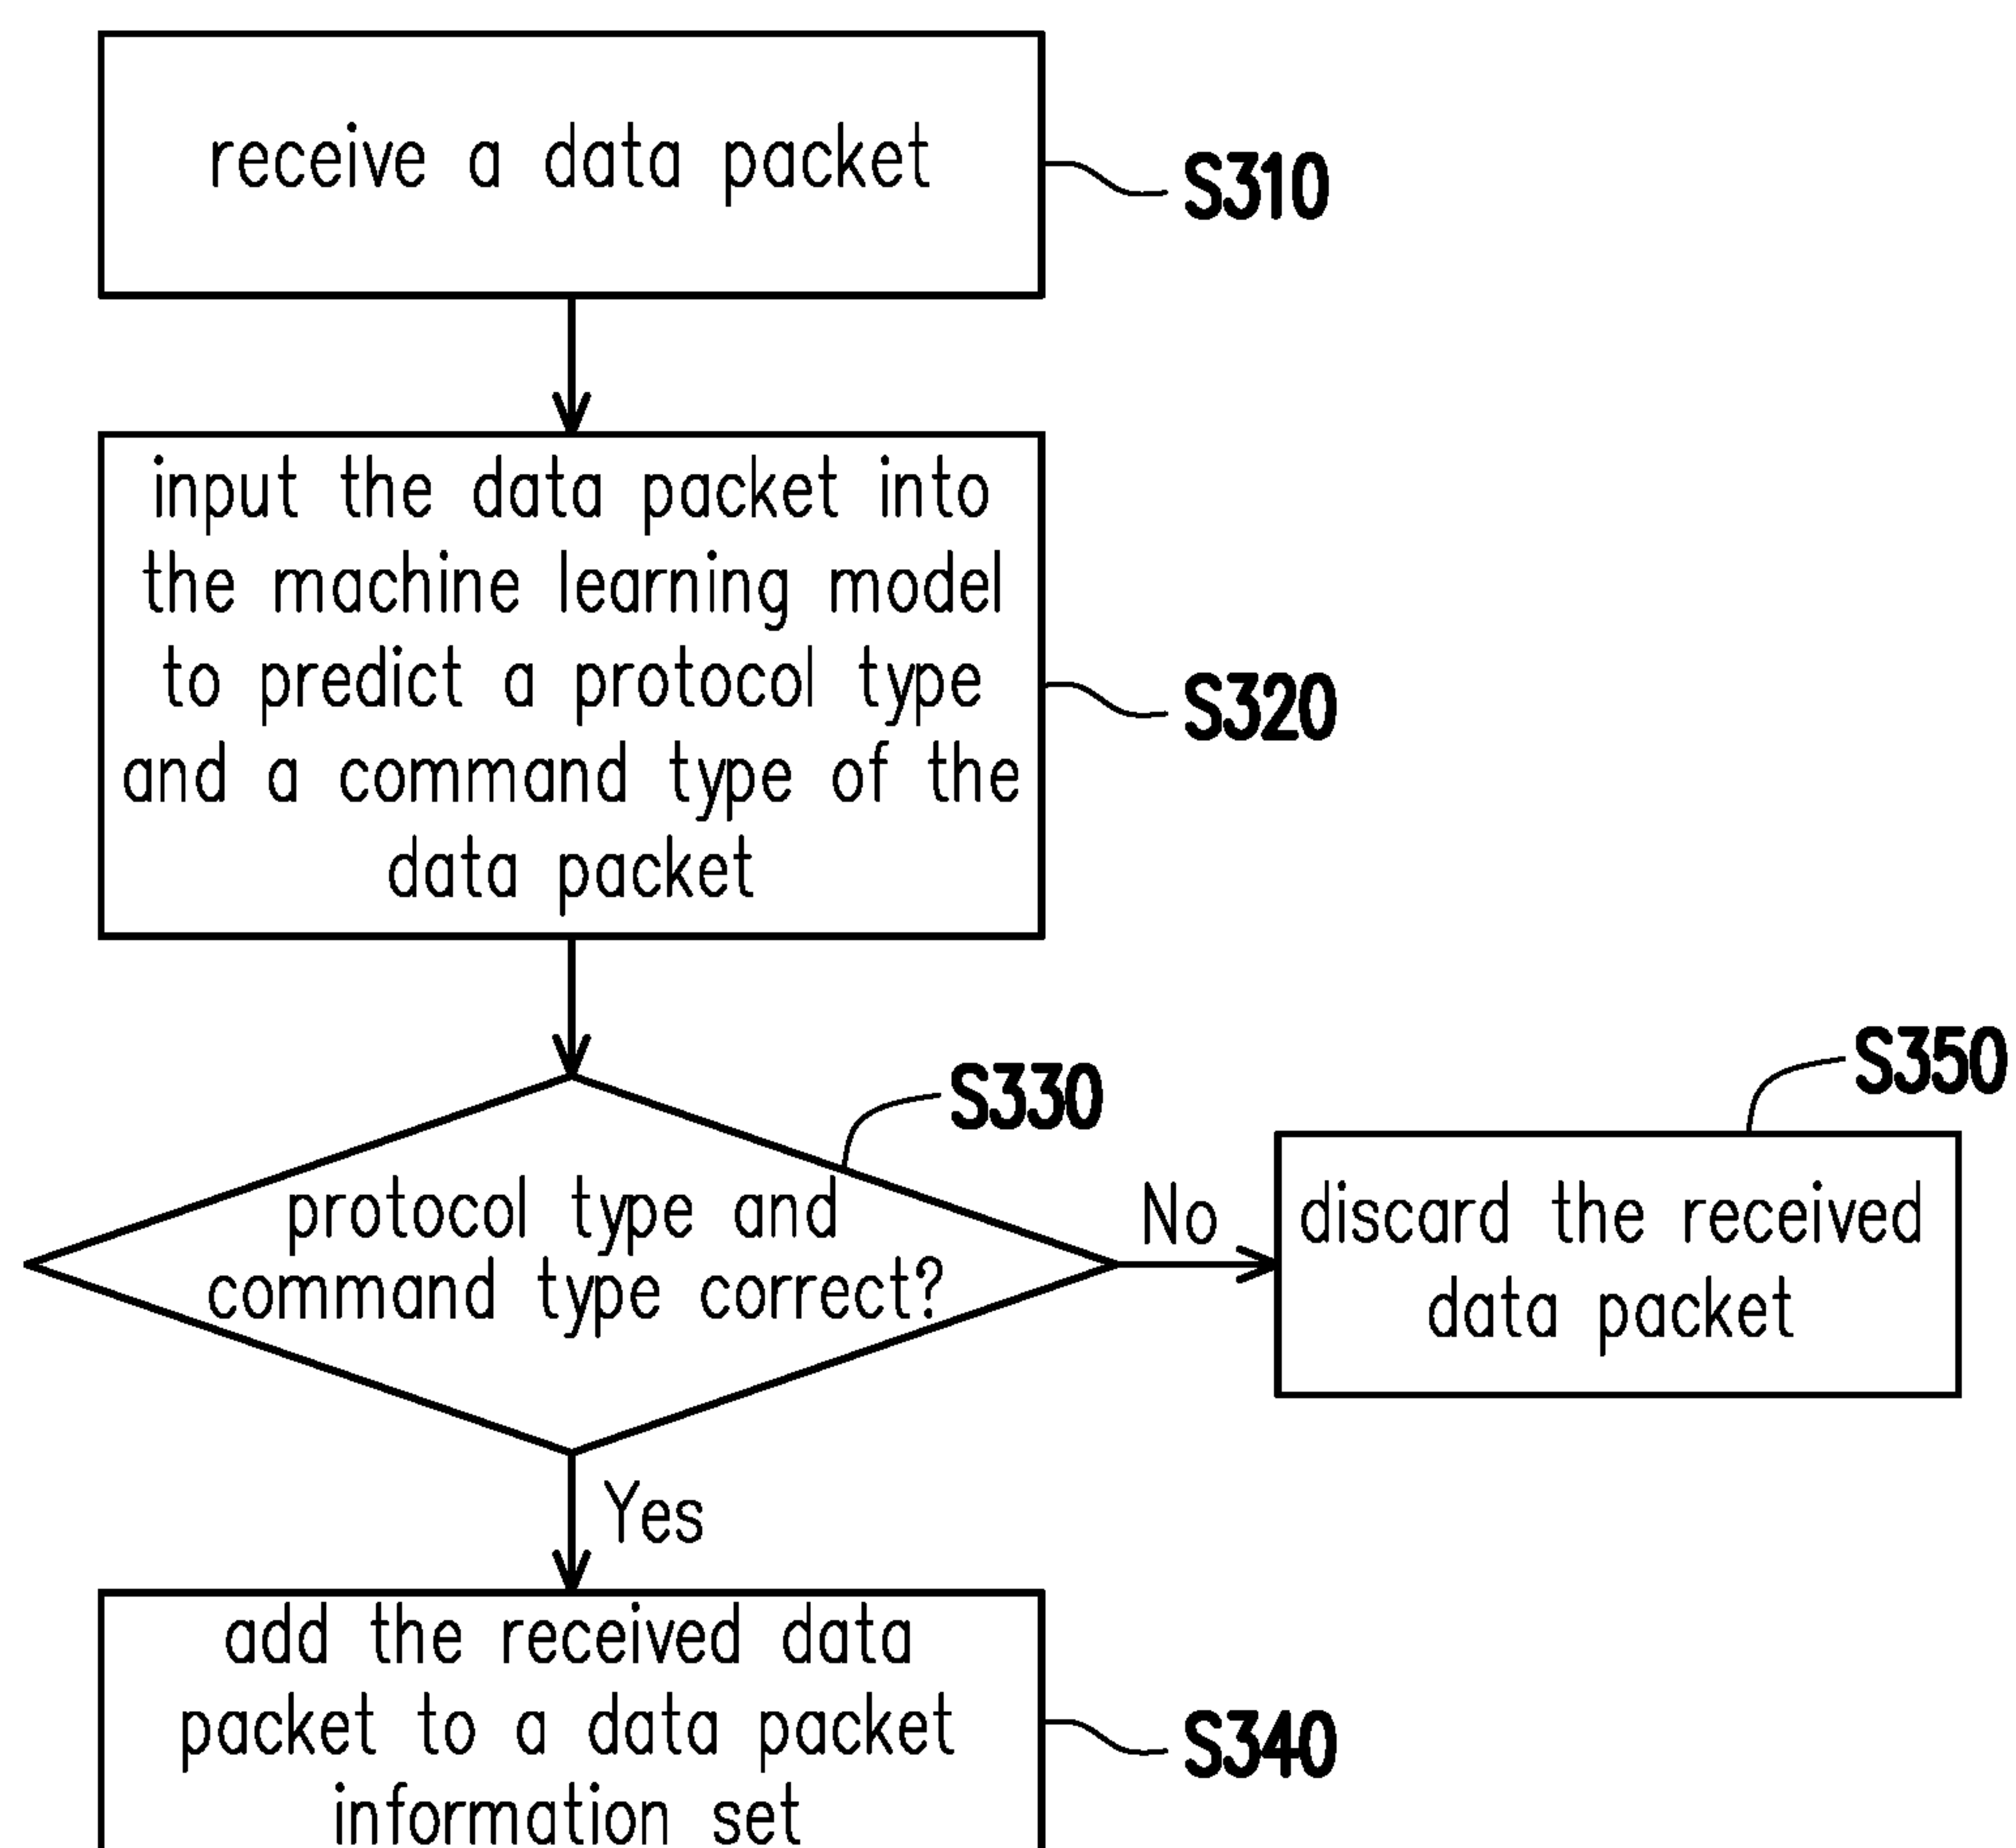 receive a data packet
S310
input the data packet into
the machine learning model
to predict a protocol type
and a command type of the
data packet
S320
S330
protocol type and
command type correct?
No
S350
discard the received
data packet
Yes
add the received data
packet to a data packet
information set
S340